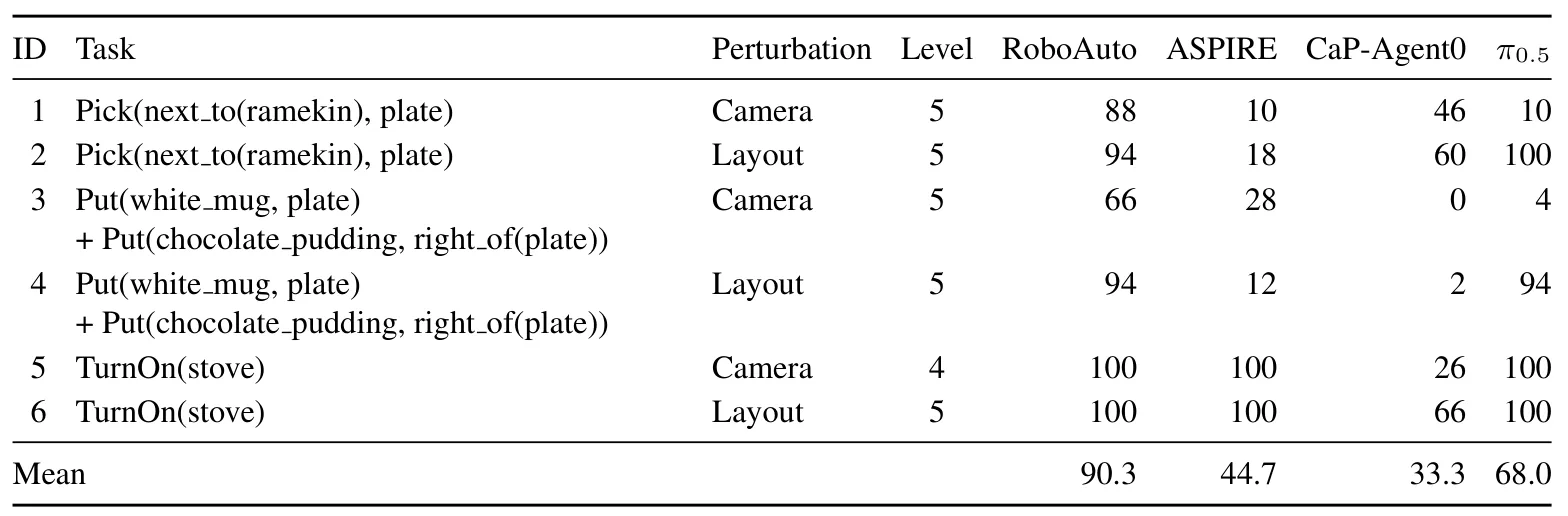 ID Task Perturbation Level RoboAuto ASPIRE CaP-Agent0 π0.5
1 Pick(next_to(ramekin), plate) Camera 5 88 10 46 10
2 Pick(next_to(ramekin), plate) Layout 5 94 18 60 100
3 Put(white_mug, plate) Camera 5 66 28 0 4
+ Put(chocolate_pudding, right_of(plate))
4 Put(white_mug, plate) Layout 5 94 12 2 94
+ Put(chocolate_pudding, right_of(plate))
5 TurnOn(stove) Camera 4 100 100 26 100
6 TurnOn(stove) Layout 5 100 100 66 100
Mean 90.3 44.7 33.3 68.0